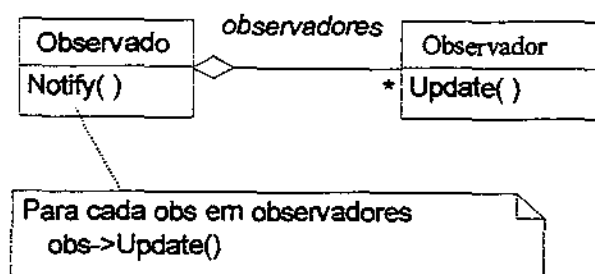 Observado
observadores
Observador
Notify( )
* Update( )
Para cada obs em observadores
obs->Update()